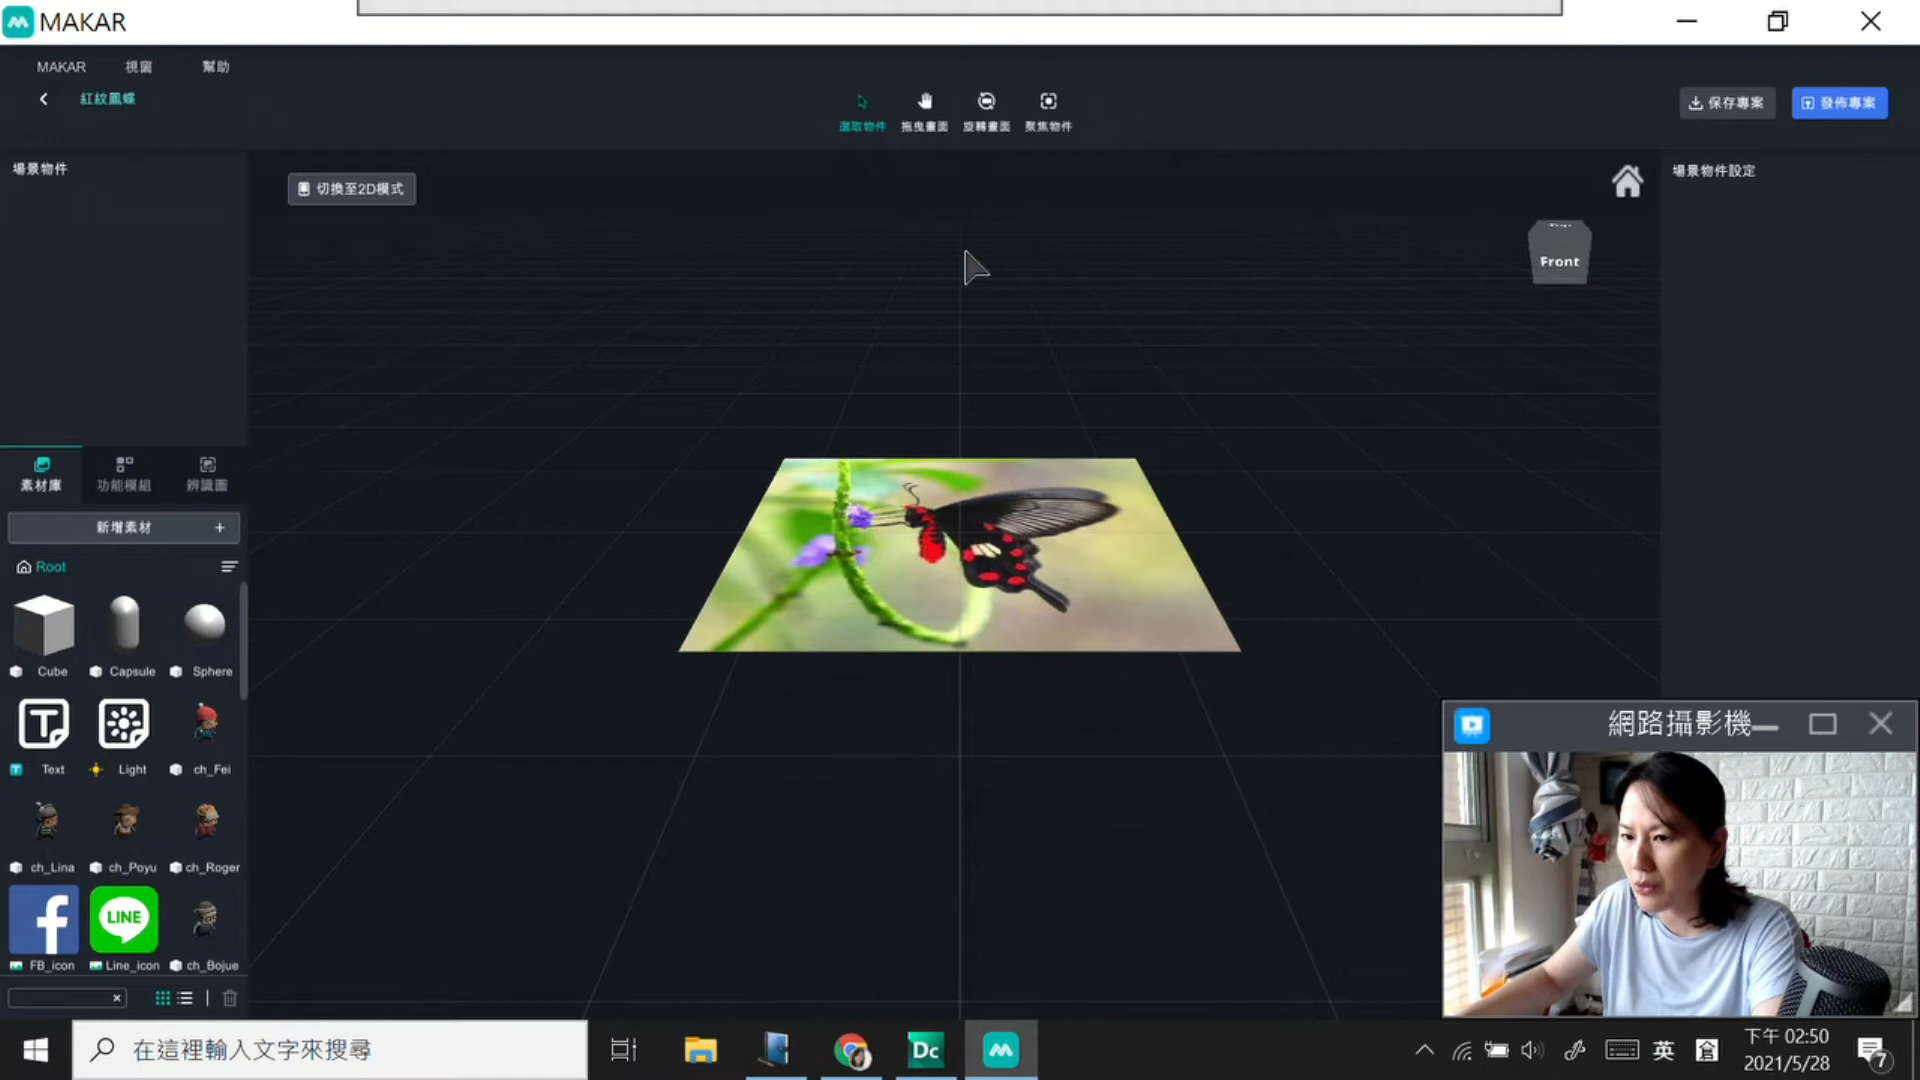 MAKAR
MAKAR 視窗 幫助
紅紋鳳蝶
選取物件 拖曳畫面 旋轉畫面 聚焦物件
保存專案 發佈專案
場景物件
場景物件設定
切換至2D模式
Front
素材庫 功能模組 辨識圖
新增素材 +
Root
Cube Capsule Sphere
Text Light ch_Fei
ch_Lina ch_Poyu ch_Roger
LINE
FB_icon Line_icon ch_Bojue
網路攝影機
在這裡輸入文字來搜尋
Dc
英 倉
下午 02:50
2021/5/28
7